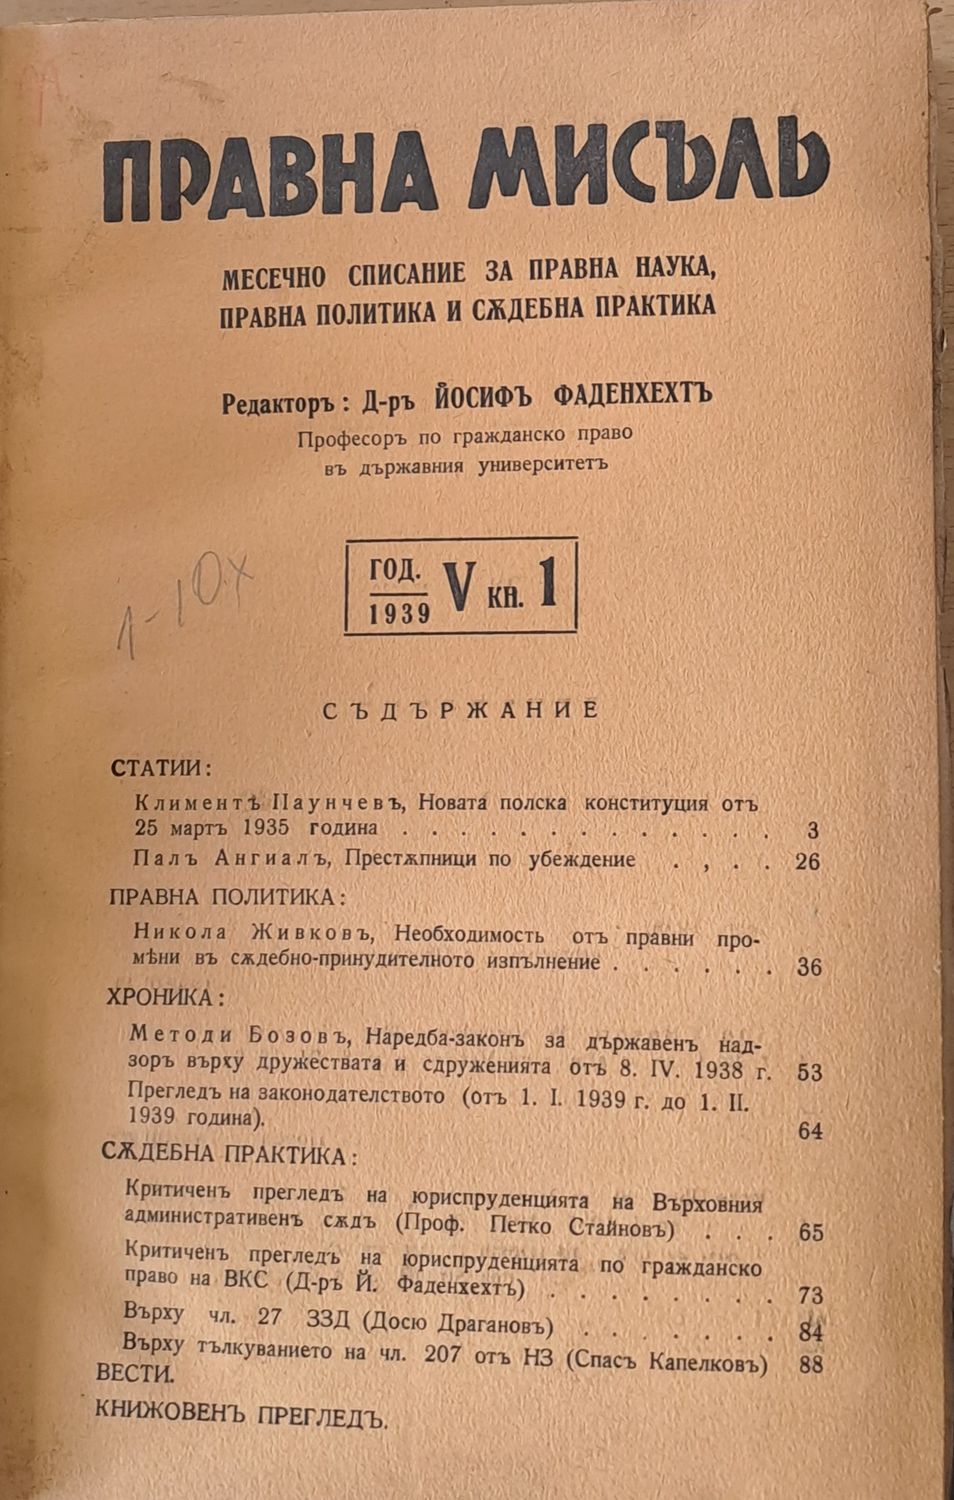 ПРАВНА МИСЪЛЬ
МЕСЕЧНО СПИСАНИЕ ЗА ПРАВНА НАУКА,
ПРАВНА ПОЛИТИКА И СѪДЕБНА ПРАКТИКА
Редакторъ: Д-ръ ЙОСИФЪ ФАДЕНХЕХТЪ
Професоръ по гражданско право
въ държавния университетъ
ГОД. 1939 V КН. 1
1-10х
СЪДЪРЖАНИЕ
СТАТИИ:
Климентъ Паунчевъ, Новата полска конституция отъ
25 мартъ 1935 година . . . . . . . . . . . . . 3
Палъ Ангиалъ, Престѫпници по убеждение . , . . 26
ПРАВНА ПОЛИТИКА:
Никола Живковъ, Необходимость отъ правни про-
мѣни въ сѫдебно-принудителното изпълнение . . . . . . 36
ХРОНИКА:
Методи Бозовъ, Наредба-законъ за държавенъ над-
зоръ върху дружествата и сдруженията отъ 8. IV. 1938 г. 53
Прегледъ на законодателството (отъ 1. I. 1939 г. до 1. II.
1939 година). 64
СѪДЕБНА ПРАКТИКА:
Критиченъ прегледъ на юриспруденцията на Върховния
административенъ сѫдъ (Проф. Петко Стайновъ) . . . 65
Критиченъ прегледъ на юриспруденцията по гражданско
право на ВКС (Д-ръ Й. Фаденхехтъ) . . . . . . . . 73
Върху чл. 27 ЗЗД (Досю Драгановъ) . . . . . . . 84
Върху тълкуванието на чл. 207 отъ НЗ (Спасъ Капелковъ) 88
ВЕСТИ.
КНИЖОВЕНЪ ПРЕГЛЕДЪ.